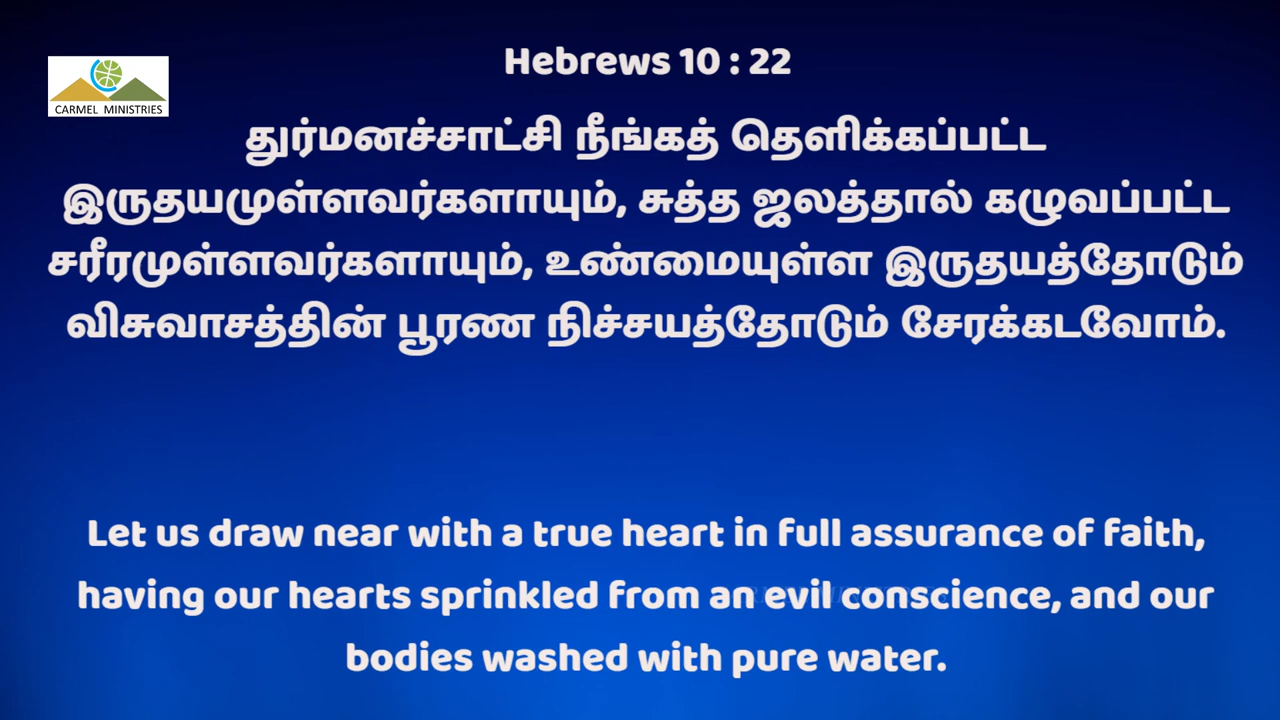 Hebrews 10 : 22
CARMEL MINISTRIES
துர்மனச்சாட்சி நீங்கத் தெளிக்கப்பட்ட
இருதயமுள்ளவர்களாயும், சுத்த ஜலத்தால் கழுவப்பட்ட
சரீரமுள்ளவர்களாயும், உண்மையுள்ள இருதயத்தோடும்
விசுவாசத்தின் பூரண நிச்சயத்தோடும் சேரக்கடவோம்.
Let us draw near with a true heart in full assurance of faith,
having our hearts sprinkled from an evil conscience, and our
bodies washed with pure water.